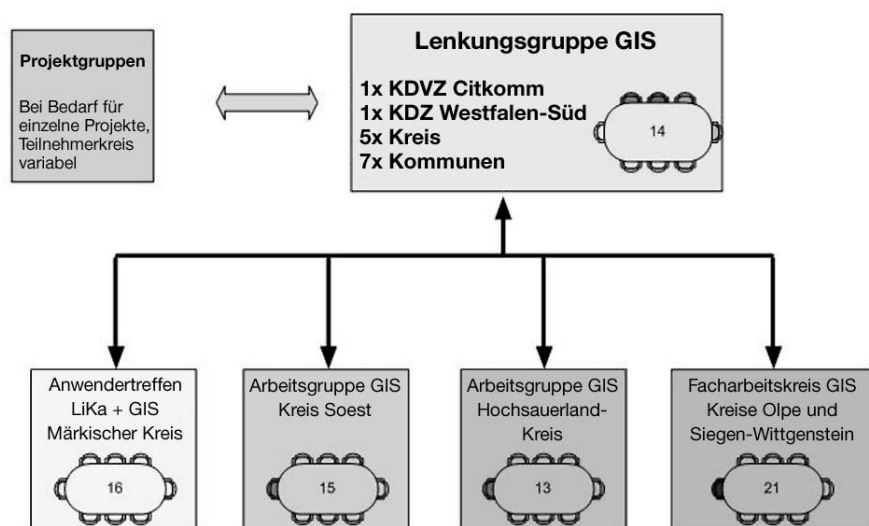 Projektgruppen
Bei Bedarf für
einzelne Projekte,
Teilnehmerkreis
variabel
Lenkungsgruppe GIS
1x KDVZ Citkomm
1x KDZ Westfalen-Süd
5x Kreis
7x Kommunen
14
Anwendertreffen
LiKa + GIS
Märkischer Kreis
16
Arbeitsgruppe GIS
Kreis Soest
15
Arbeitsgruppe GIS
Hochsauerland-
Kreis
13
Facharbeitskreis GIS
Kreise Olpe und
Siegen-Wittgenstein
21